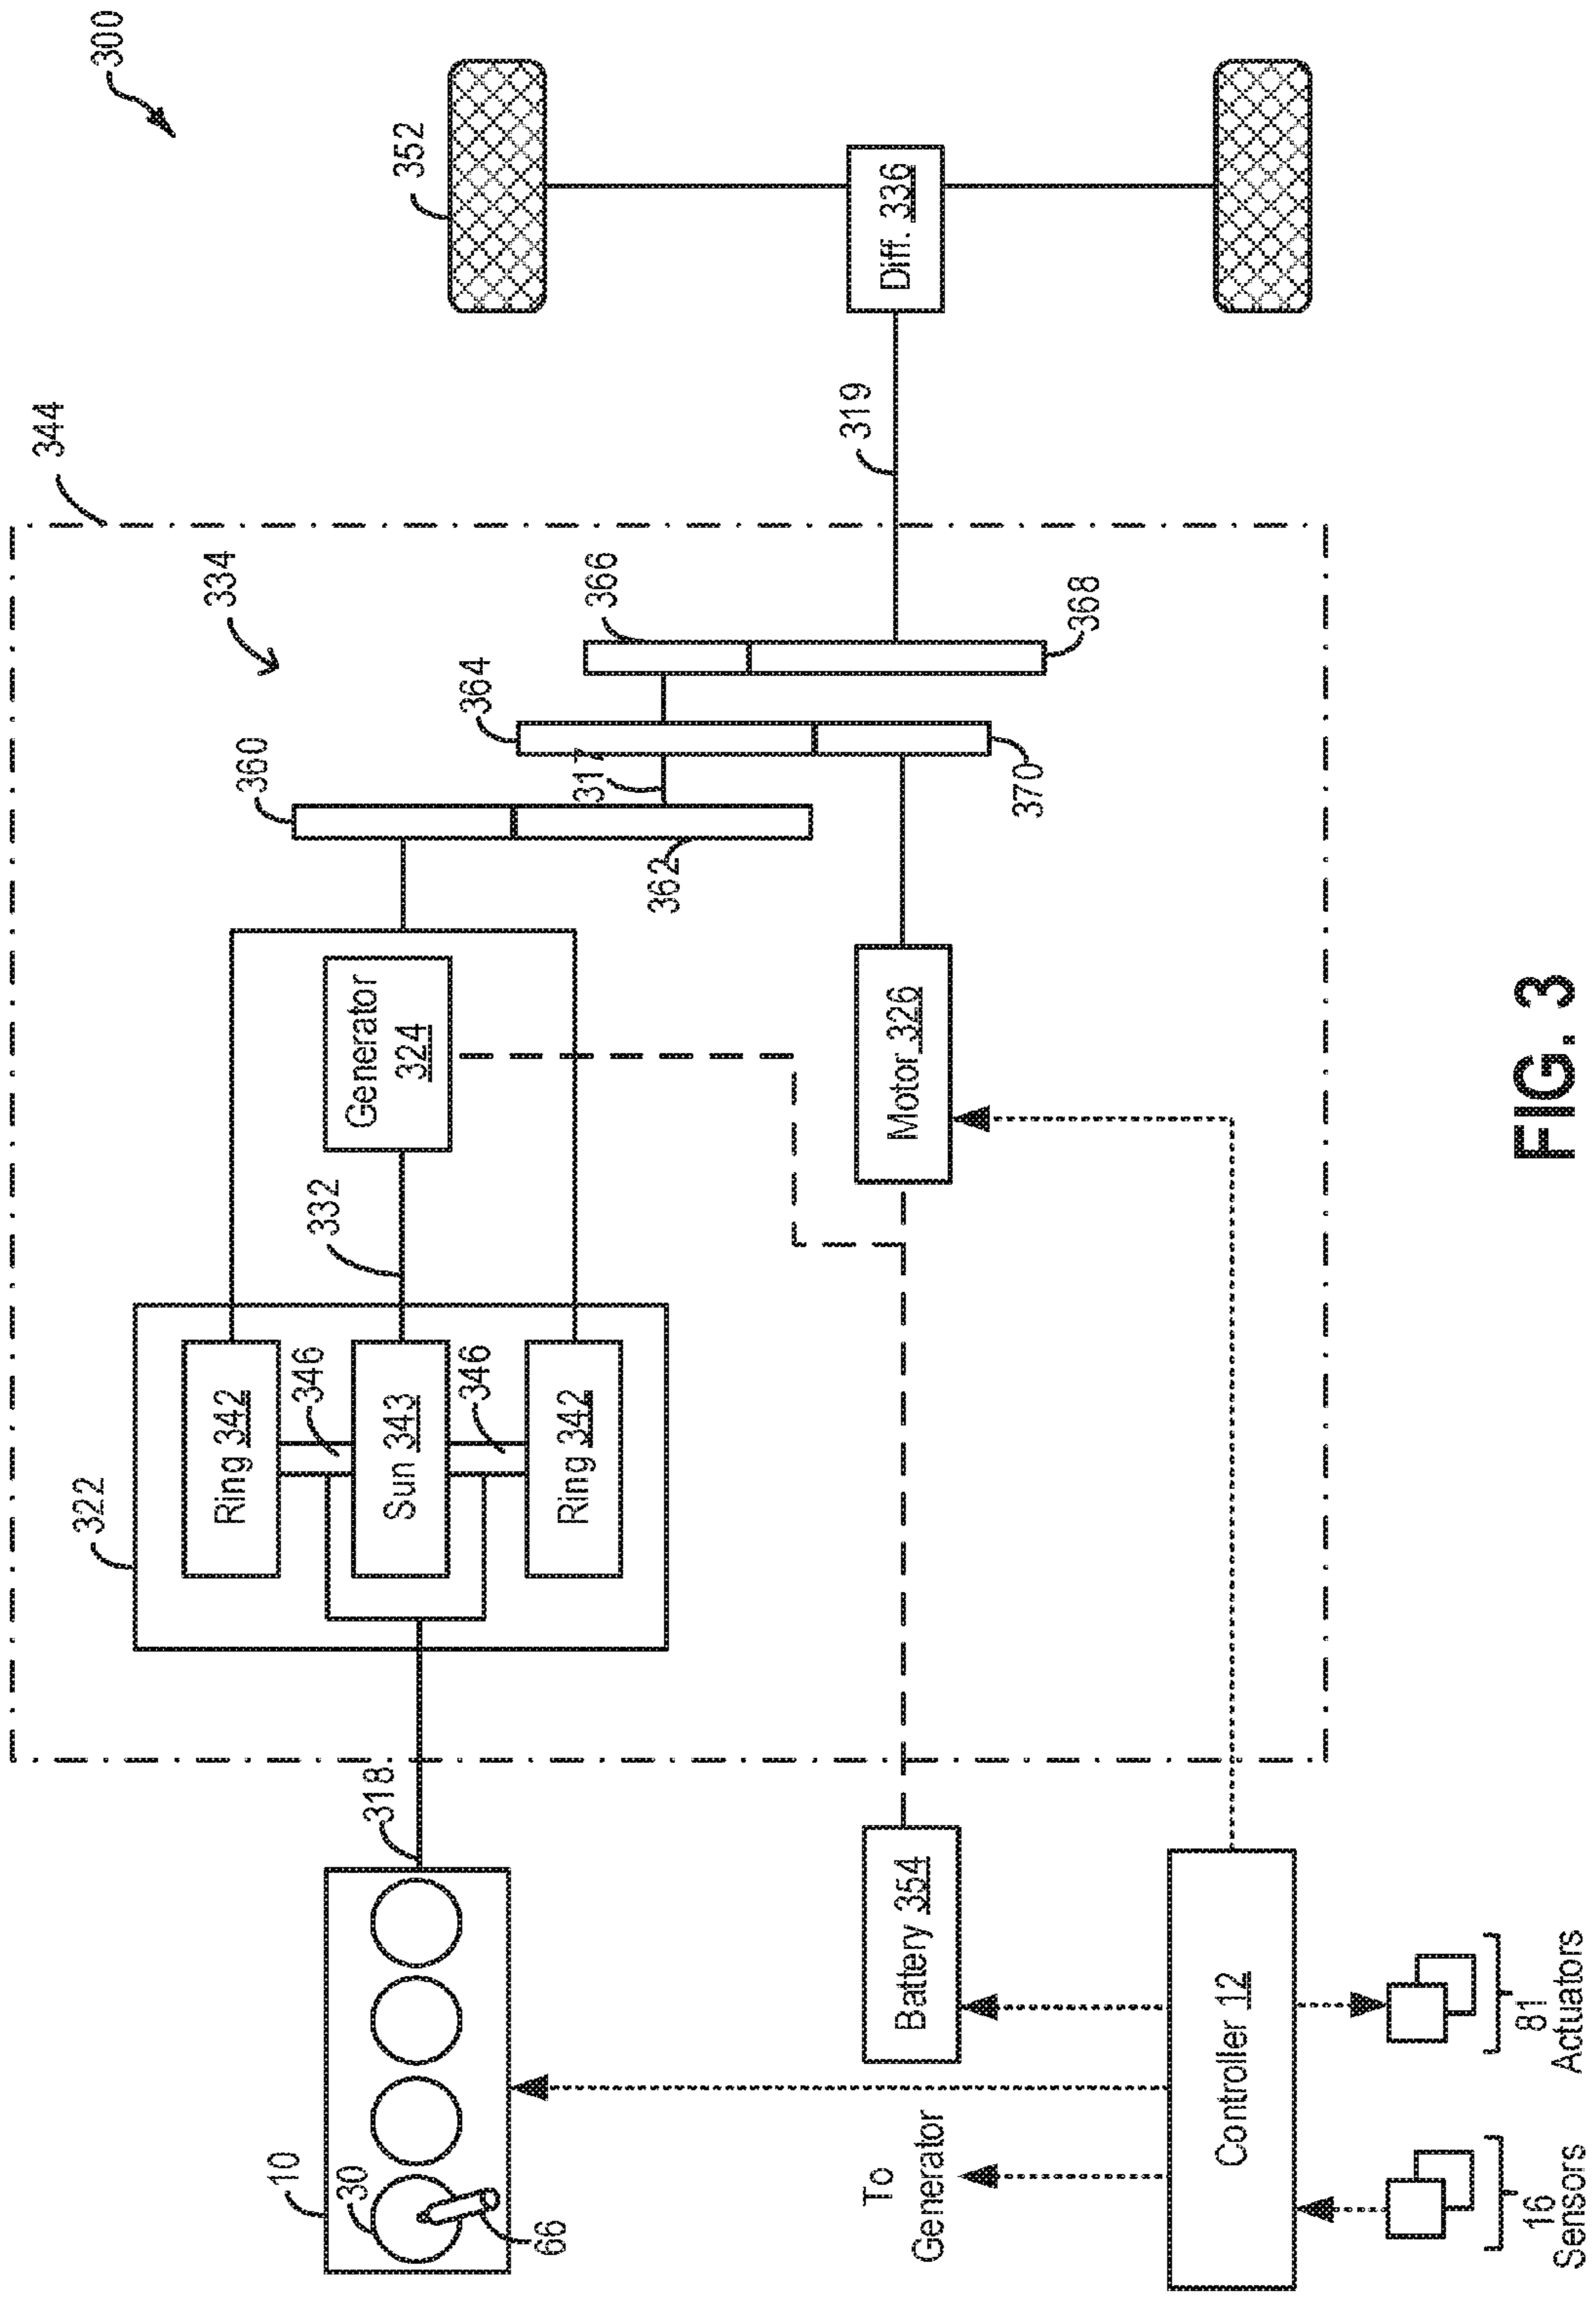 300
344
352
334
360
364
366
317
362
370
368
319
Diff. 336
322
Ring 342
346
Sun 343
346
Ring 342
332
Generator
324
Motor 326
318
10
30
66
Battery 354
To
Generator
Controller 12
16
Sensors
81
Actuators
FIG. 3